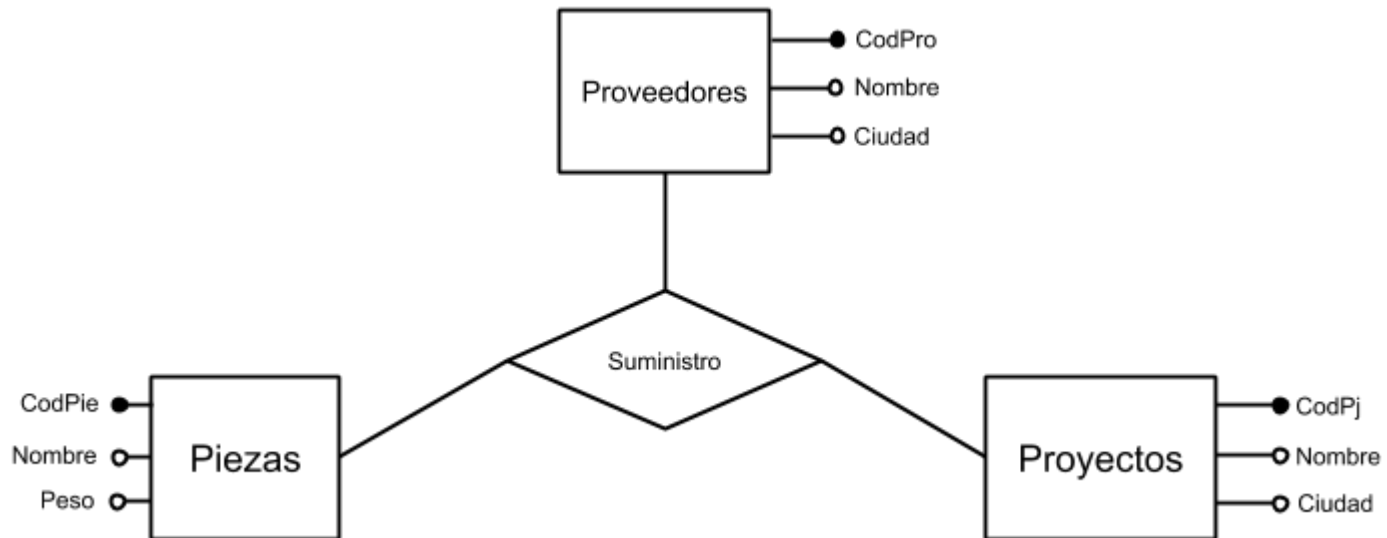 Proveedores
CodPro
Nombre
Ciudad
Suministro
CodPie
Nombre
Peso
Piezas
Proyectos
CodPj
Nombre
Ciudad